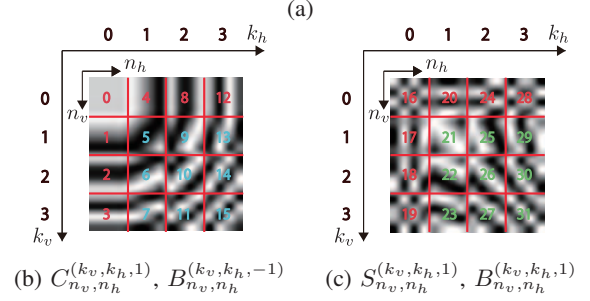 (a)
0 1 2 3 k_h 0 1 2 3 k_h
n_h n_h
n_v n_v
0 0 4 8 12 0 16 20 24 28
1 1 5 9 13 1 17 21 25 29
2 2 6 10 14 2 18 22 26 30
3 3 7 11 15 3 19 23 27 31
k_v k_v
(b) C_{n_v,n_h}^{(k_v,k_h,1)}, B_{n_v,n_h}^{(k_v,k_h,-1)} (c) S_{n_v,n_h}^{(k_v,k_h,1)}, B_{n_v,n_h}^{(k_v,k_h,1)}